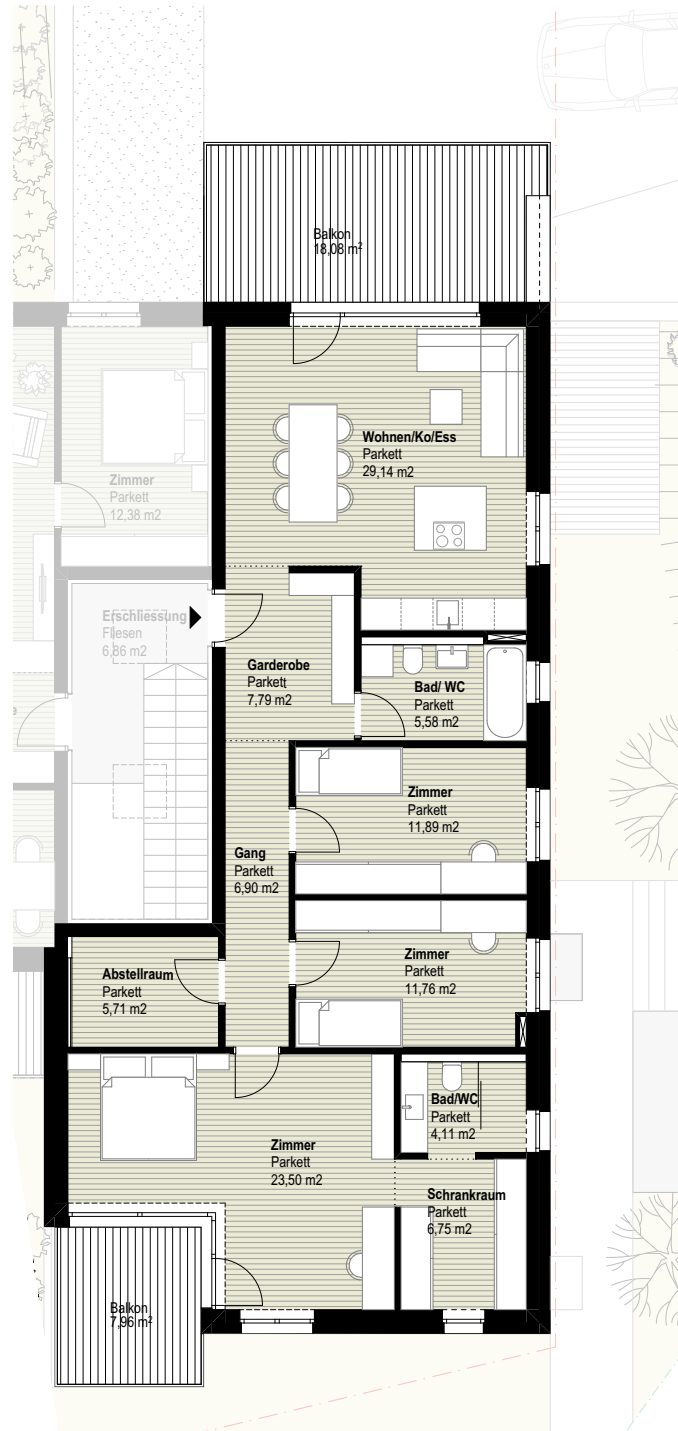 Balkon
18,08 m²
Wohnen/Ko/Ess
Parkett
29,14 m2
Zimmer
Parkett
12,38 m2
Erschliessung
Fliesen
6,86 m2
Garderobe
Parkett
7,79 m2
Bad/ WC
Parkett
5,58 m2
Zimmer
Parkett
11,89 m2
Gang
Parkett
6,90 m2
Zimmer
Parkett
11,76 m2
Abstellraum
Parkett
5,71 m2
Bad/WC
Parkett
4,11 m2
Zimmer
Parkett
23,50 m2
Schrankraum
Parkett
6,75 m2
Balkon
7,96 m²